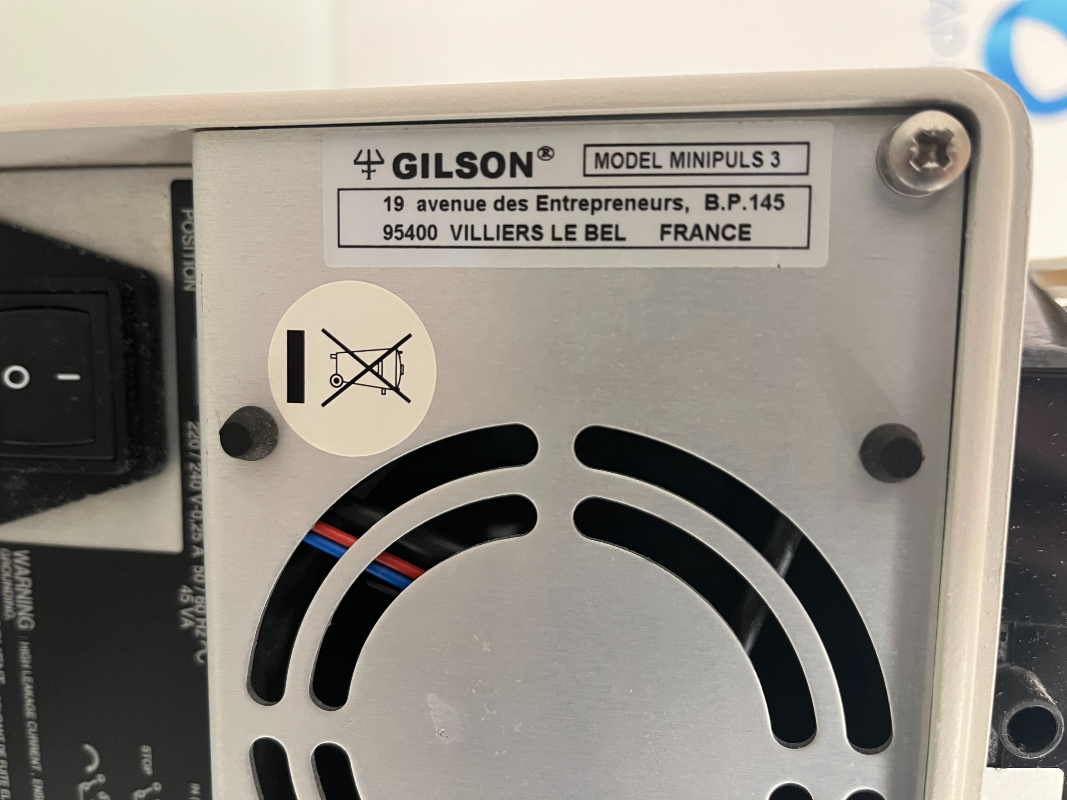 GILSON®
MODEL MINIPULS 3
19 avenue des Entrepreneurs, B.P.145
95400 VILLIERS LE BEL FRANCE
POSITION
220 / 240 V-0,25 A 50 / 60 Hz
45 VA
WARNING : HIGH LEAKAGE CURRENT
GROUNDING
STOP